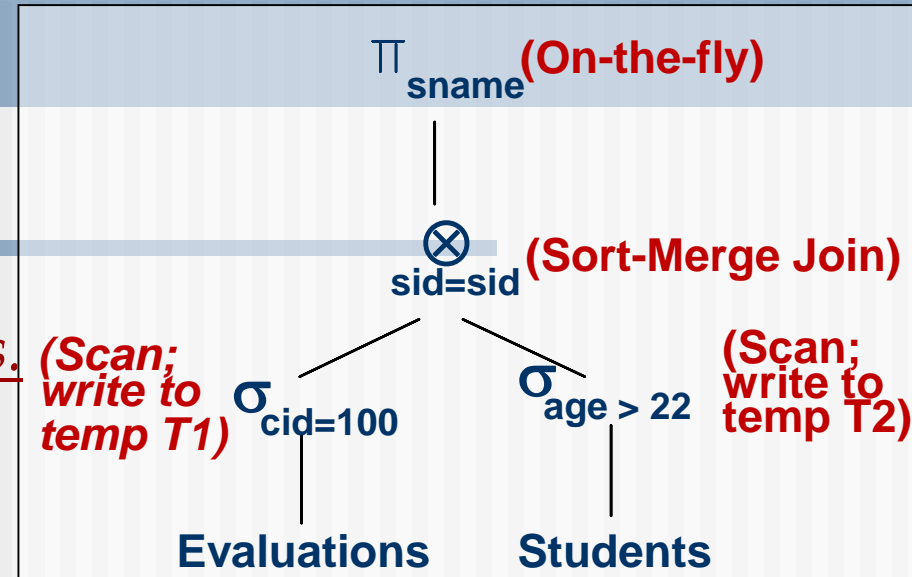 π sname (On-the-fly)
⊗ sid=sid (Sort-Merge Join)
s. (Scan;
write to
temp T1)
σ cid=100
σ age > 22
(Scan;
write to
temp T2)
Evaluations Students